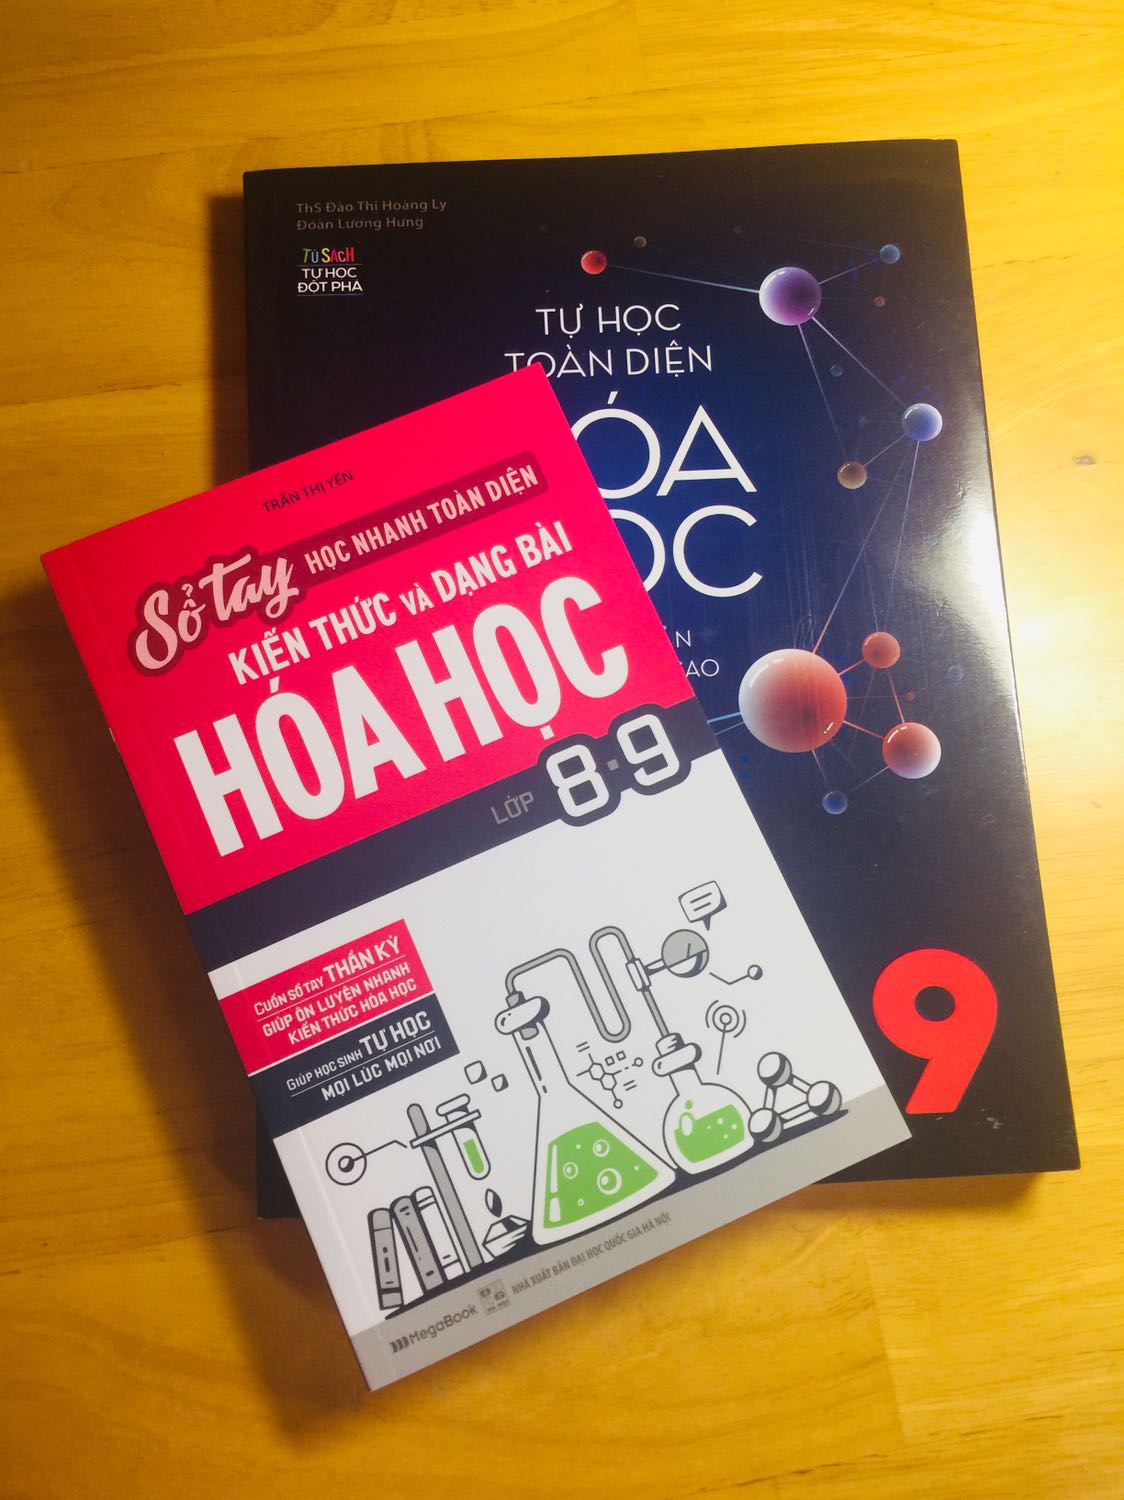 ThS Đào Thị Hoàng Ly
Đoàn Lương Hưng
TỦ SÁCH
TỰ HỌC
ĐỘT PHÁ
TỰ HỌC
TOÀN DIỆN
9
TRẦN THỊ YẾN
Sổ tay HỌC NHANH TOÀN DIỆN
KIẾN THỨC VÀ DẠNG BÀI
HÓA HỌC
LỚP 8·9
CUỐN SỔ TAY THẦN KỲ
GIÚP ÔN LUYỆN NHANH
KIẾN THỨC HÓA HỌC
GIÚP HỌC SINH TỰ HỌC
MỌI LÚC MỌI NƠI
MegaBook
NHÀ XUẤT BẢN ĐẠI HỌC QUỐC GIA HÀ NỘI